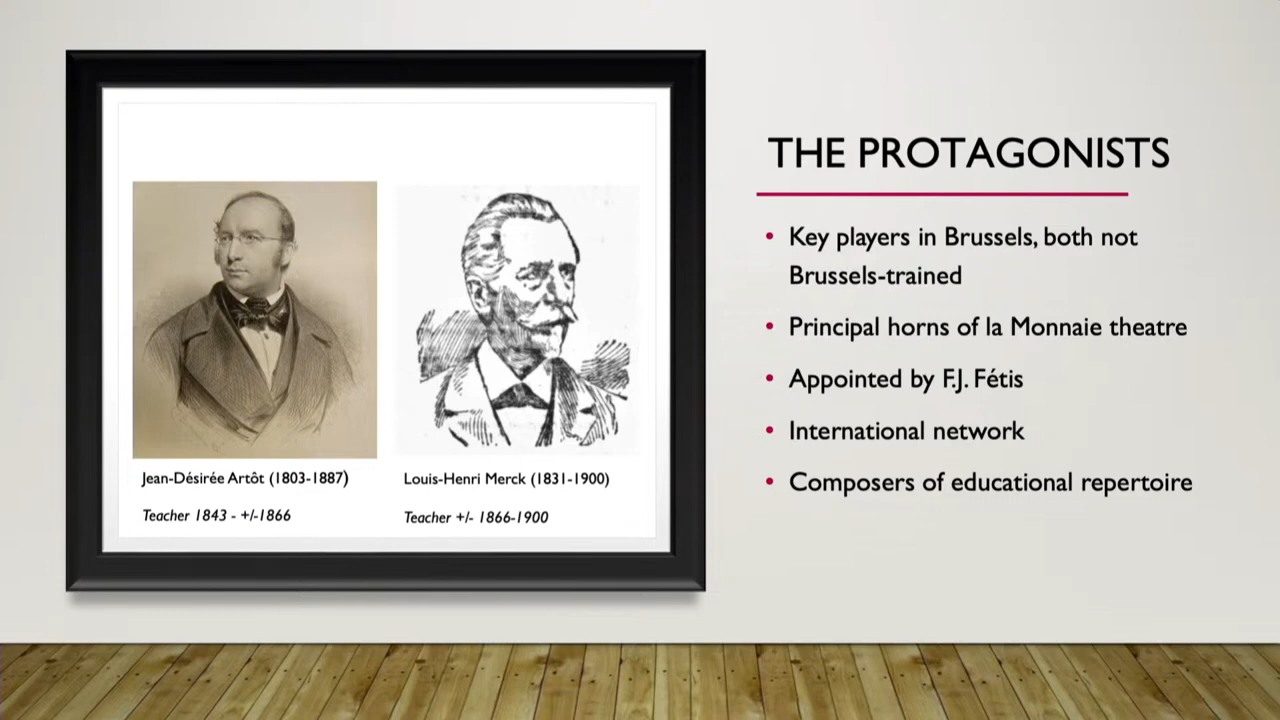 THE PROTAGONISTS
• Key players in Brussels, both not
Brussels-trained
• Principal horns of la Monnaie theatre
• Appointed by F.J. Fétis
• International network
• Composers of educational repertoire
Jean-Désirée Artôt (1803-1887)
Teacher 1843 - +/-1866
Louis-Henri Merck (1831-1900)
Teacher +/- 1866-1900